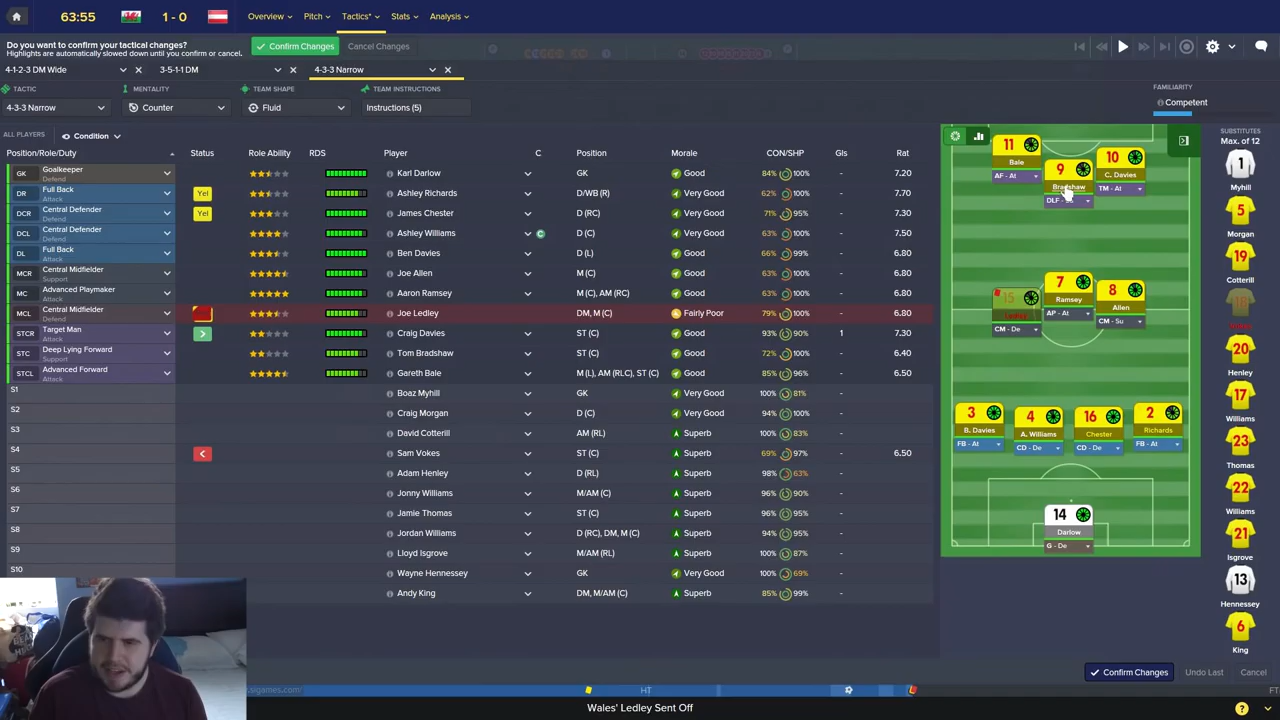 63:55 1 - 0 Overview Pitch Tactics* Stats Analysis
Do you want to confirm your tactical changes?
Highlights are automatically slowed down until you confirm or cancel.
Confirm Changes Cancel Changes
4-1-2-3 DM Wide 3-5-1-1 DM 4-3-3 Narrow
TACTIC MENTALITY TEAM SHAPE TEAM INSTRUCTIONS FAMILIARITY
4-3-3 Narrow Counter Fluid Instructions (5) Competent
ALL PLAYERS Condition
Position/Role/Duty Status Role Ability RDS Player C Position Morale CON/SHP Gls Rat
GK Goalkeeper Defend Karl Darlow GK Good 84% 100% - 7.20
DR Full Back Attack Yel Ashley Richards D/WB (R) Very Good 62% 100% - 7.70
DCR Central Defender Defend Yel James Chester D (RC) Very Good 71% 95% - 7.30
DCL Central Defender Defend Ashley Williams C D (C) Very Good 63% 100% - 7.50
DL Full Back Attack Ben Davies D (L) Good 66% 99% - 6.80
MCR Central Midfielder Support Joe Allen M (C) Good 63% 100% - 6.80
MC Advanced Playmaker Attack Aaron Ramsey M (C), AM (RC) Good 63% 100% - 6.80
MCL Central Midfielder Defend Joe Ledley DM, M (C) Fairly Poor 79% 100% - 6.80
STCR Target Man Attack Craig Davies ST (C) Good 93% 90% 1 7.30
STC Deep Lying Forward Support Tom Bradshaw ST (C) Good 72% 100% - 6.40
STCL Advanced Forward Attack Gareth Bale M (L), AM (RLC), ST (C) Good 85% 96% - 6.50
S1 Boaz Myhill GK Very Good 100% 81% -
S2 Craig Morgan D (C) Very Good 94% 100% -
S3 David Cotterill AM (RL) Superb 100% 83% -
S4 Sam Vokes ST (C) Superb 69% 97% - 6.50
S5 Adam Henley D (RL) Superb 98% 63% -
S6 Jonny Williams M/AM (C) Superb 96% 90% -
S7 Jamie Thomas ST (C) Superb 96% 95% -
S8 Jordan Williams D (RC), DM, M (C) Superb 94% 95% -
S9 Lloyd Isgrove M/AM (RL) Superb 100% 87% -
S10 Wayne Hennessey GK Very Good 100% 69% -
Andy King DM, M/AM (C) Superb 85% 99% -
11 9 10
Bale Bradshaw C. Davies
AF - At DLF - TM - At
15 7 8
Ledley Ramsey Allen
CM - De AP - At CM - Su
3 4 16 2
B. Davies A. Williams Chester Richards
FB - At CD - De CD - De FB - At
14
Darlow
G - De
SUBSTITUTES
Max. of 12
1
Myhill
5
Morgan
19
Cotterill
18
Vokes
20
Henley
17
Williams
23
Thomas
22
Williams
21
Isgrove
13
Hennessey
6
King
Confirm Changes Undo Last Cancel
.sigames.com/ HT FT
Wales' Ledley Sent Off